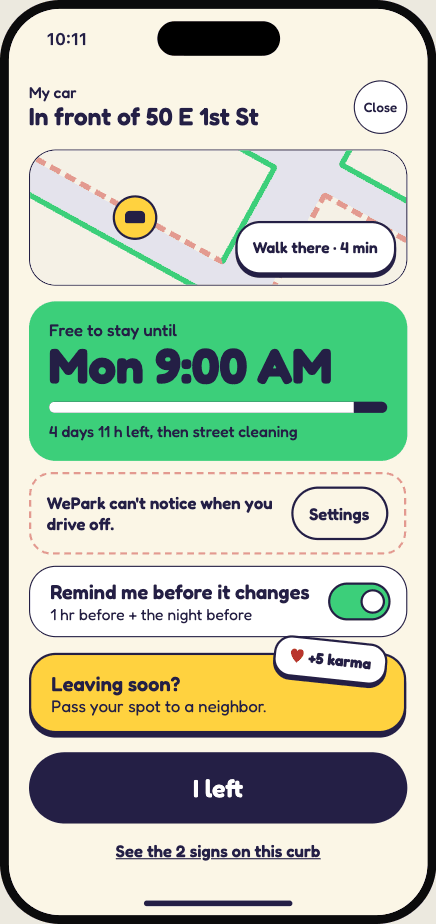 10:11
My car
In front of 50 E 1st St
Close
Walk there · 4 min
Free to stay until
Mon 9:00 AM
4 days 11 h left, then street cleaning
WePark can't notice when you
drive off.
Settings
Remind me before it changes
1 hr before + the night before
+5 karma
Leaving soon?
Pass your spot to a neighbor.
I left
See the 2 signs on this curb